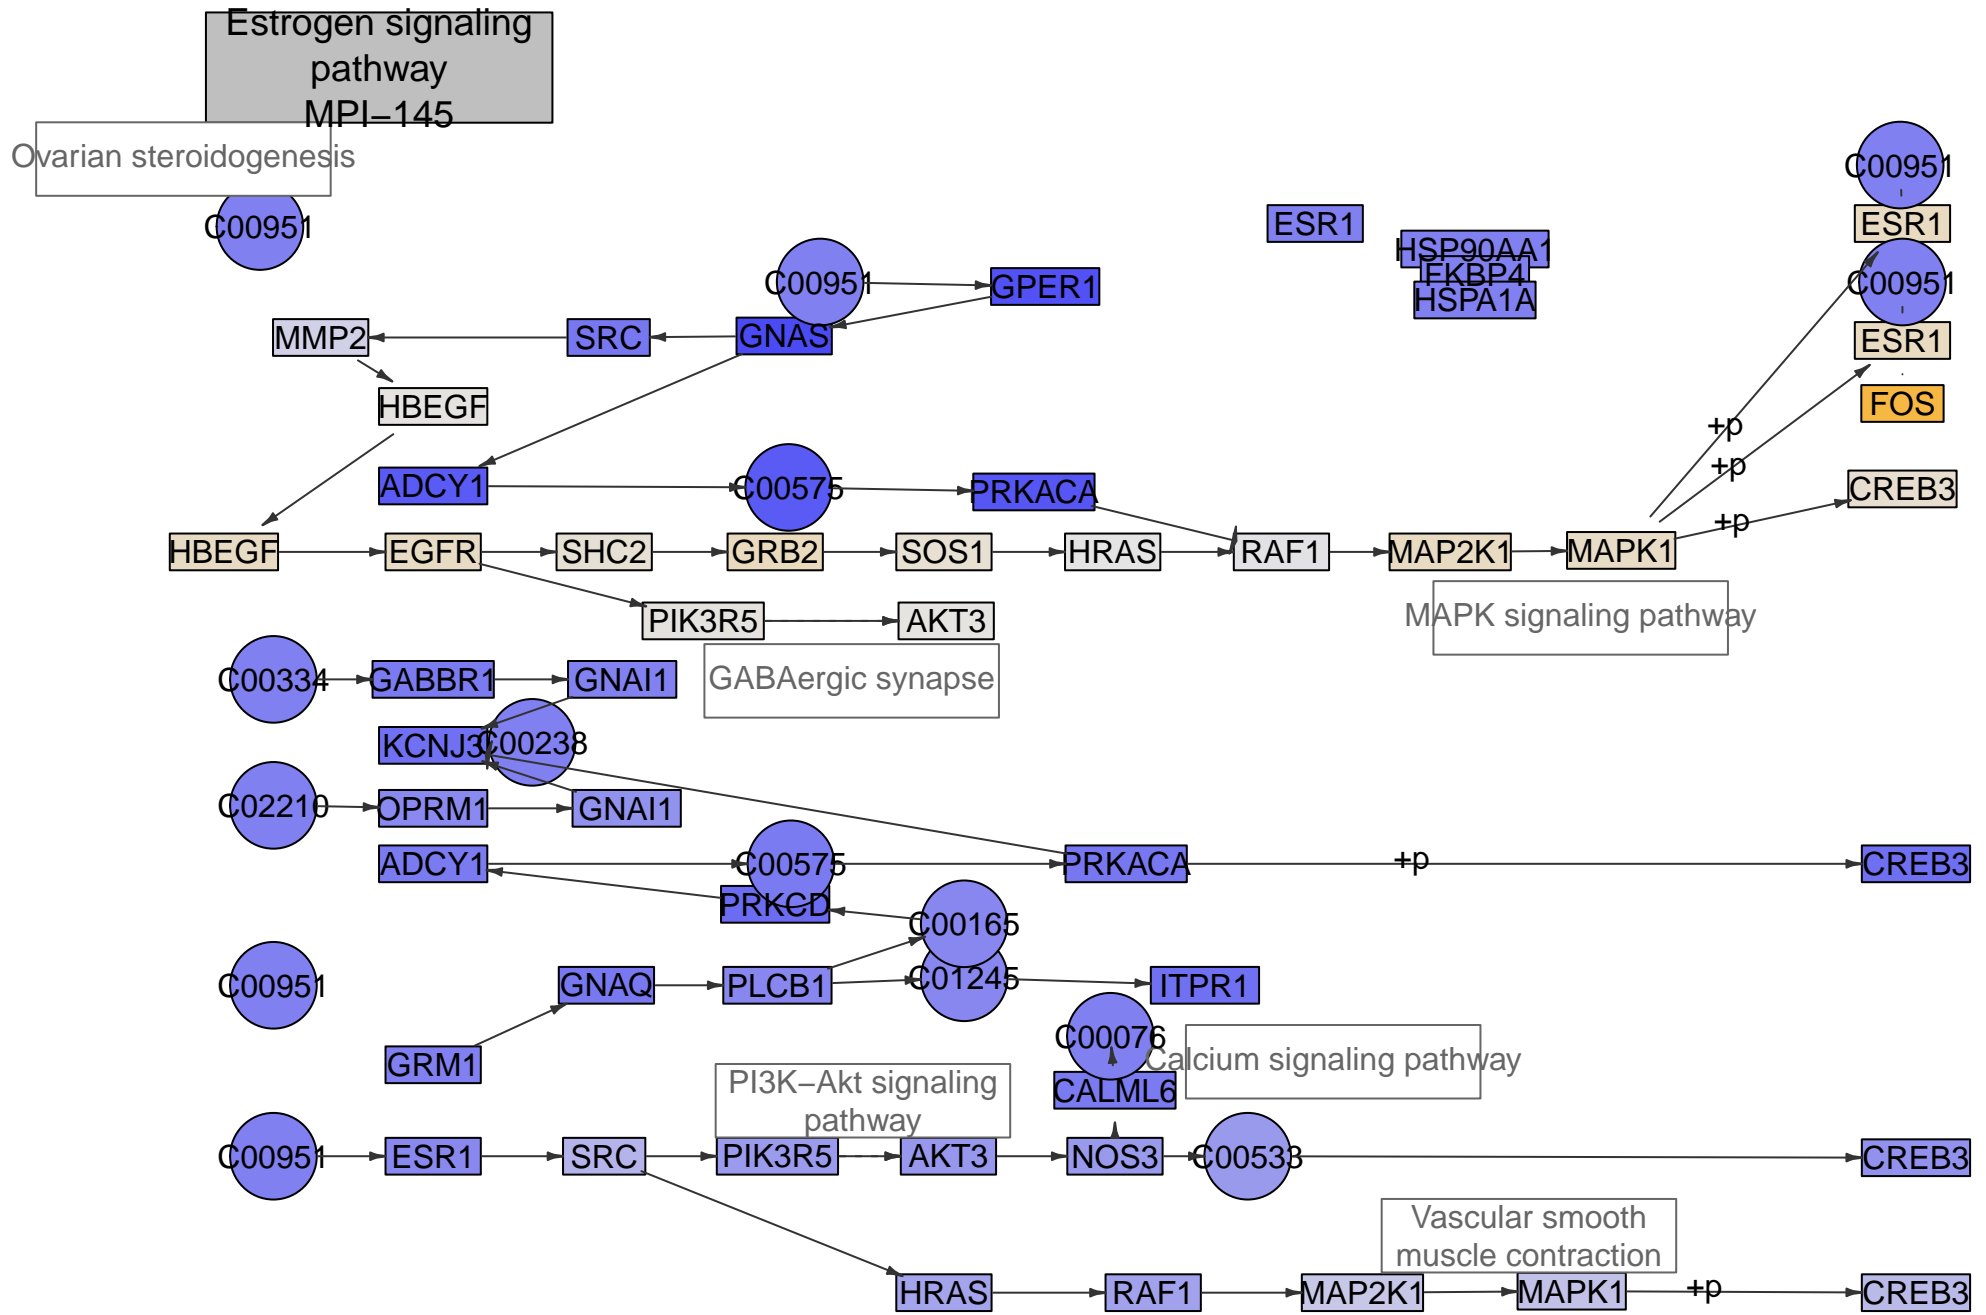 Estrogen signaling
pathway
MPI−145
Ovarian steroidogenesis
C00951
C00951
ESR1
C00951
ESR1
HSP90AA1
FKBP4
HSPA1A
C00951
GPER1
C00951
MMP2
SRC
GNAS
ESR1
HBEGF
FOS
+p
+p
ADCY1
C00575
PRKACA
CREB3
+p
HBEGF
EGFR
SHC2
GRB2
SOS1
HRAS
RAF1
MAP2K1
MAPK1
PIK3R5
AKT3
MAPK signaling pathway
C00334
GABBR1
GNAI1
GABAergic synapse
KCNJ3
C00238
C02210
OPRM1
GNAI1
ADCY1
C00575
PRKACA
+p
CREB3
PRKCD
C00165
C00951
GNAQ
PLCB1
C01245
ITPR1
C00076
Calcium signaling pathway
GRM1
CALML6
PI3K−Akt signaling
pathway
C00951
ESR1
SRC
PIK3R5
AKT3
NOS3
C00533
CREB3
Vascular smooth
muscle contraction
HRAS
RAF1
MAP2K1
MAPK1
+p
CREB3